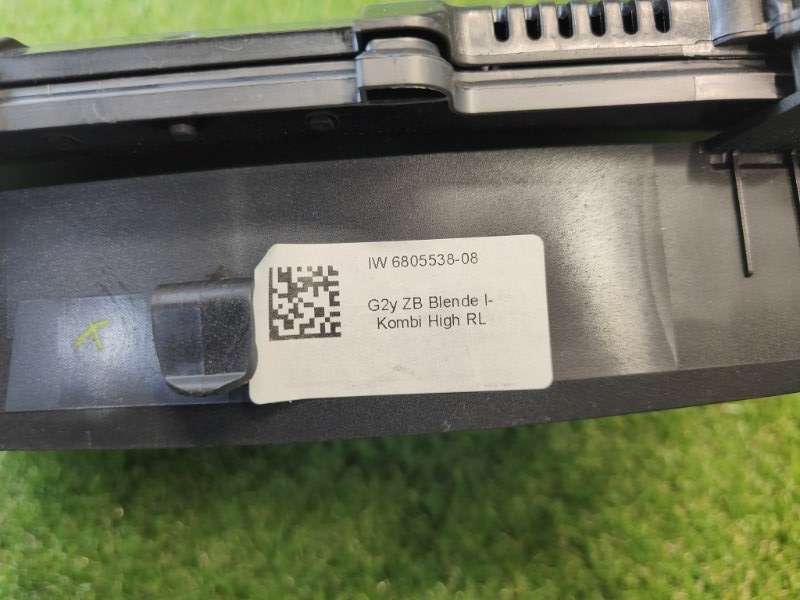 IW 6805538-08
G2y ZB Blende I-
Kombi High RL